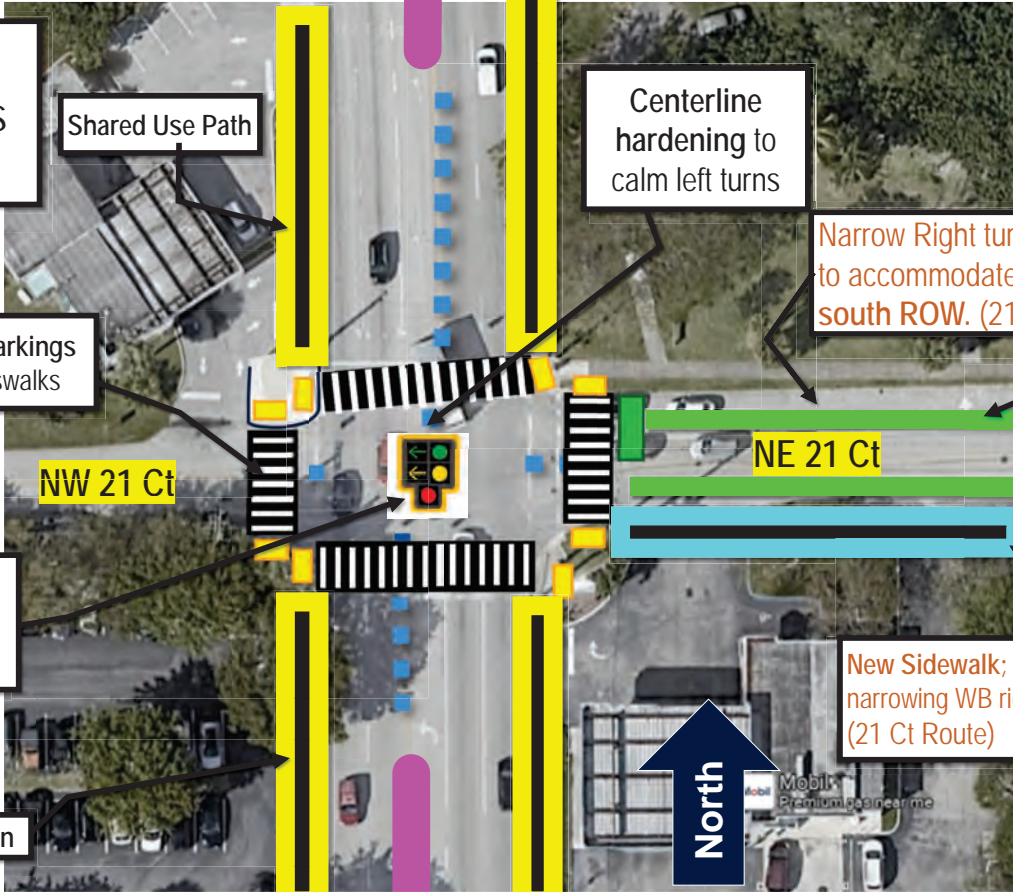 S
Shared Use Path
Centerline
hardening to
calm left turns
Narrow Right tur
to accommodate
south ROW. (21
arkings
swalks
NW 21 Ct
NE 21 Ct
New Sidewalk;
narrowing WB ri
(21 Ct Route)
n
North
Mobil
Mobil
Premium gas near me